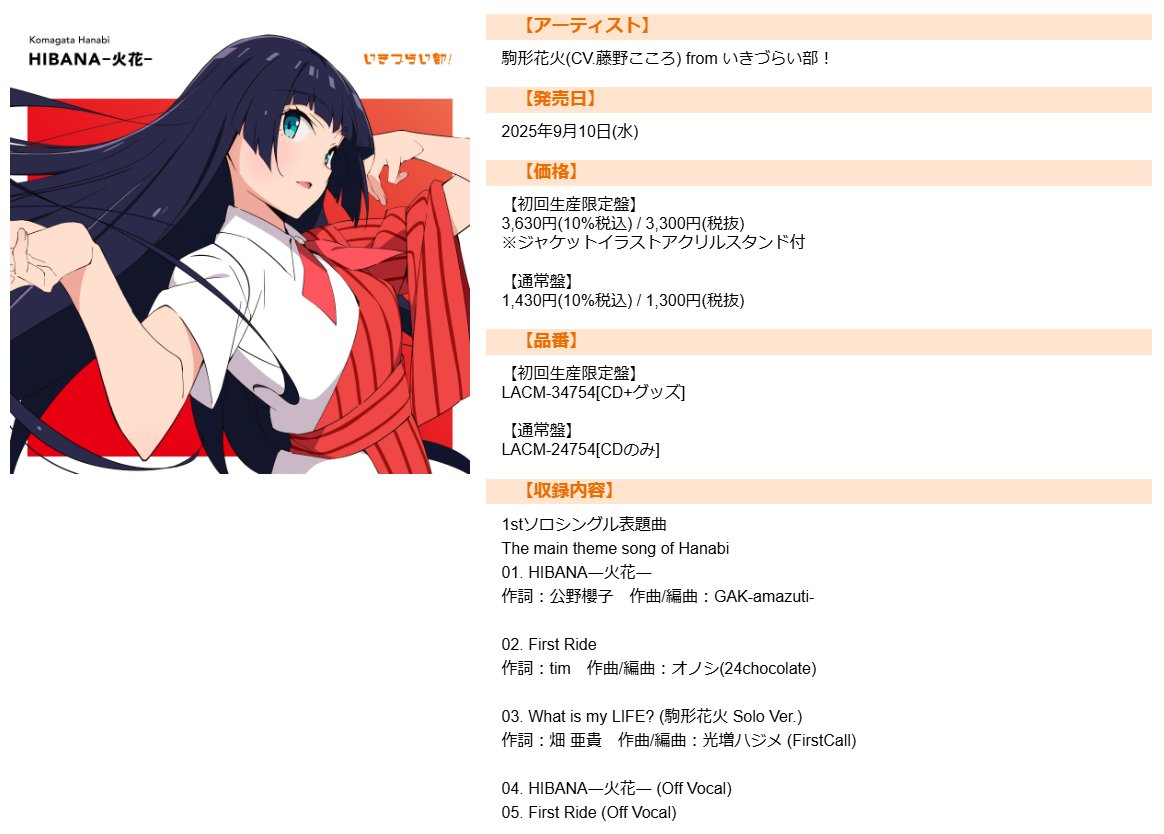 Komagata Hanabi
HIBANA−火花−
いきづらい部!
【アーティスト】
駒形花火(CV.藤野こころ) from いきづらい部！
【発売日】
2025年9月10日(水)
【価格】
【初回生産限定盤】
3,630円(10%税込) / 3,300円(税抜)
※ジャケットイラストアクリルスタンド付
【通常盤】
1,430円(10%税込) / 1,300円(税抜)
【品番】
【初回生産限定盤】
LACM-34754[CD+グッズ]
【通常盤】
LACM-24754[CDのみ]
【収録内容】
1stソロシングル表題曲
The main theme song of Hanabi
01. HIBANA―火花―
作詞：公野櫻子　作曲/編曲：GAK-amazuti-
02. First Ride
作詞：tim　作曲/編曲：オノシ(24chocolate)
03. What is my LIFE? (駒形花火 Solo Ver.)
作詞：畑 亜貴　作曲/編曲：光増ハジメ (FirstCall)
04. HIBANA―火花― (Off Vocal)
05. First Ride (Off Vocal)